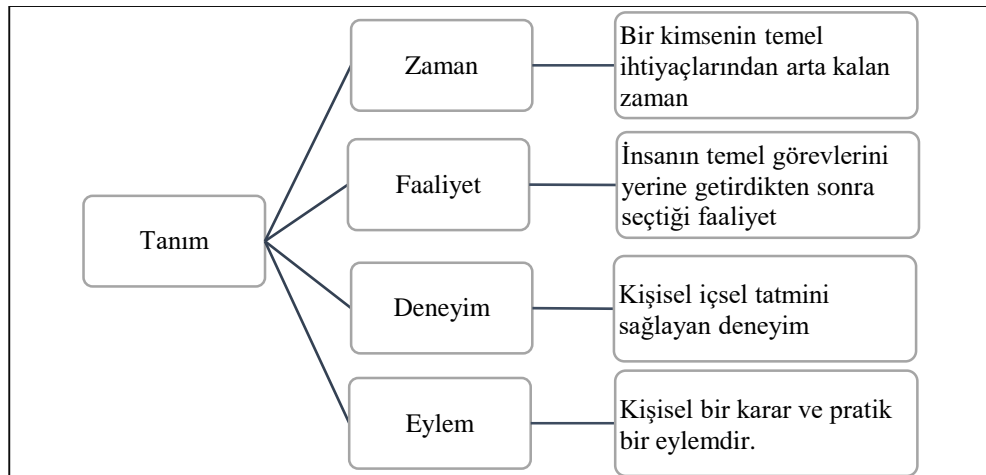 Tanım
Zaman
Bir kimsenin temel
ihtiyaçlarından arta kalan
zaman
Faaliyet
İnsanın temel görevlerini
yerine getirdikten sonra
seçtiği faaliyet
Deneyim
Kişisel içsel tatmini
sağlayan deneyim
Eylem
Kişisel bir karar ve pratik
bir eylemdir.